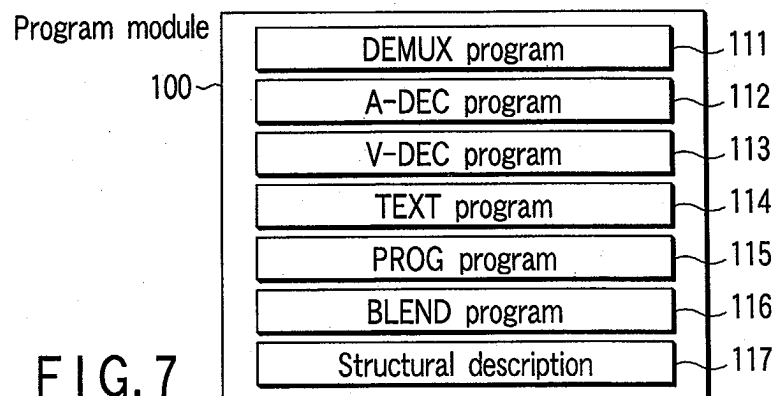 Program module
100
DEMUX program 111
A-DEC program 112
V-DEC program 113
TEXT program 114
PROG program 115
BLEND program 116
Structural description 117
FIG.7